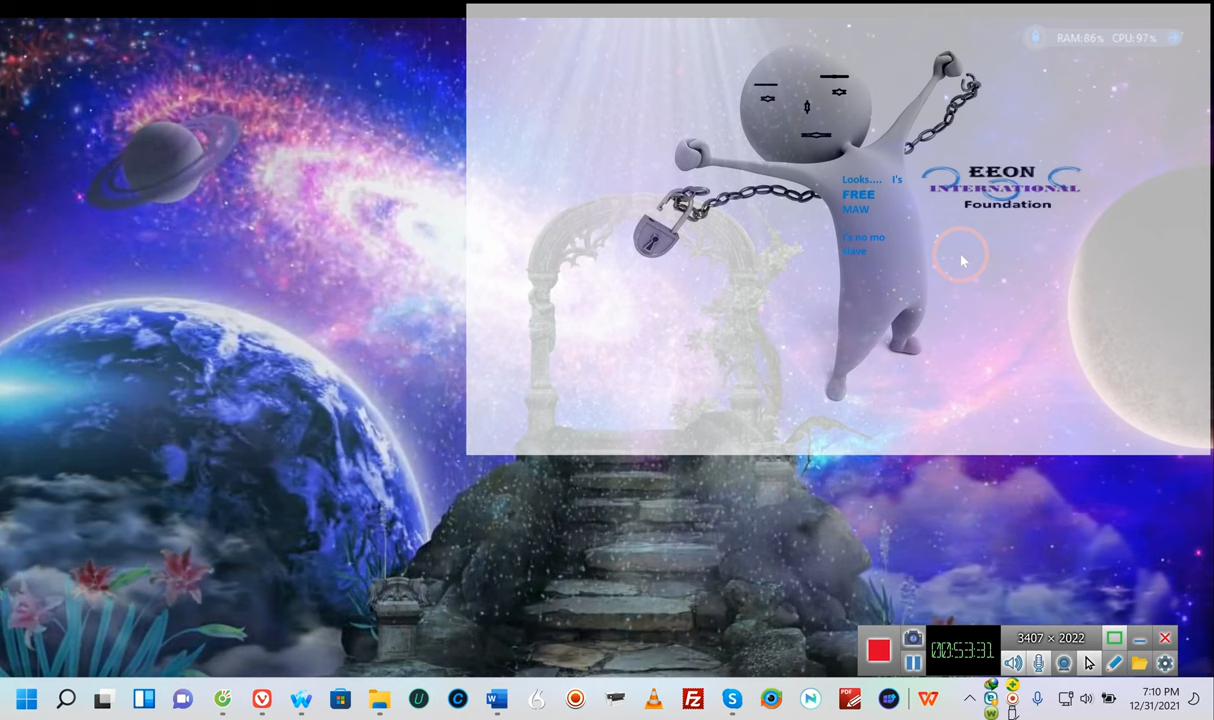 RAM:86% CPU:97%
EEON
INTERNATIONAL
Foundation
Looks.... I's
FREE
MAW
I's no mo
slave
3407 × 2022
00:53:31
7:10 PM
12/31/2021